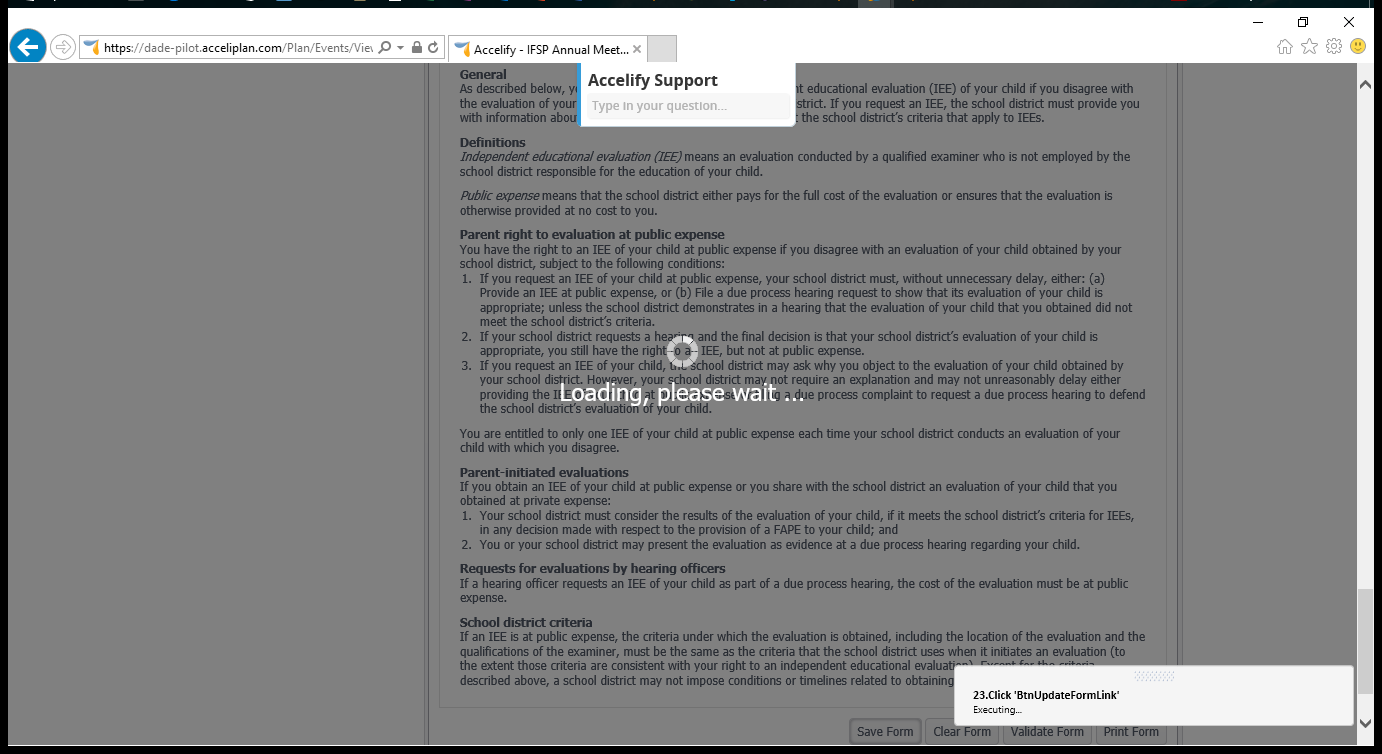 https://dade-pilot.acceliplan.com/Plan/Events/Viev
Accelify - IFSP Annual Meet...
Accelify Support
Type in your question...
General
As described below, y nt educational evaluation (IEE) of your child if you disagree with
the evaluation of your strict. If you request an IEE, the school district must provide you
with information abou t the school district's criteria that apply to IEEs.
Definitions
Independent educational evaluation (IEE) means an evaluation conducted by a qualified examiner who is not employed by the
school district responsible for the education of your child.
Public expense means that the school district either pays for the full cost of the evaluation or ensures that the evaluation is
otherwise provided at no cost to you.
Parent right to evaluation at public expense
You have the right to an IEE of your child at public expense if you disagree with an evaluation of your child obtained by your
school district, subject to the following conditions:
1. If you request an IEE of your child at public expense, your school district must, without unnecessary delay, either: (a)
Provide an IEE at public expense, or (b) File a due process hearing request to show that its evaluation of your child is
appropriate; unless the school district demonstrates in a hearing that the evaluation of your child that you obtained did not
meet the school district's criteria.
2. If your school district requests a hearing and the final decision is that your school district's evaluation of your child is
appropriate, you still have the right to an IEE, but not at public expense.
3. If you request an IEE of your child, the school district may ask why you object to the evaluation of your child obtained by
your school district. However, your school district may not require an explanation and may not unreasonably delay either
providing the IEE a due process complaint to request a due process hearing to defend
Loading, please wait ...
the school district's evaluation of your child.
You are entitled to only one IEE of your child at public expense each time your school district conducts an evaluation of your
child with which you disagree.
Parent-initiated evaluations
If you obtain an IEE of your child at public expense or you share with the school district an evaluation of your child that you
obtained at private expense:
1. Your school district must consider the results of the evaluation of your child, if it meets the school district's criteria for IEEs,
in any decision made with respect to the provision of a FAPE to your child; and
2. You or your school district may present the evaluation as evidence at a due process hearing regarding your child.
Requests for evaluations by hearing officers
If a hearing officer requests an IEE of your child as part of a due process hearing, the cost of the evaluation must be at public
expense.
School district criteria
If an IEE is at public expense, the criteria under which the evaluation is obtained, including the location of the evaluation and the
qualifications of the examiner, must be the same as the criteria that the school district uses when it initiates an evaluation (to
the extent those criteria are consistent with your right to an independent educational evaluation). Except for the criteria
described above, a school district may not impose conditions or timelines related to obtaining
23.Click 'BtnUpdateFormLink'
Executing...
Save Form
Clear Form
Validate Form
Print Form